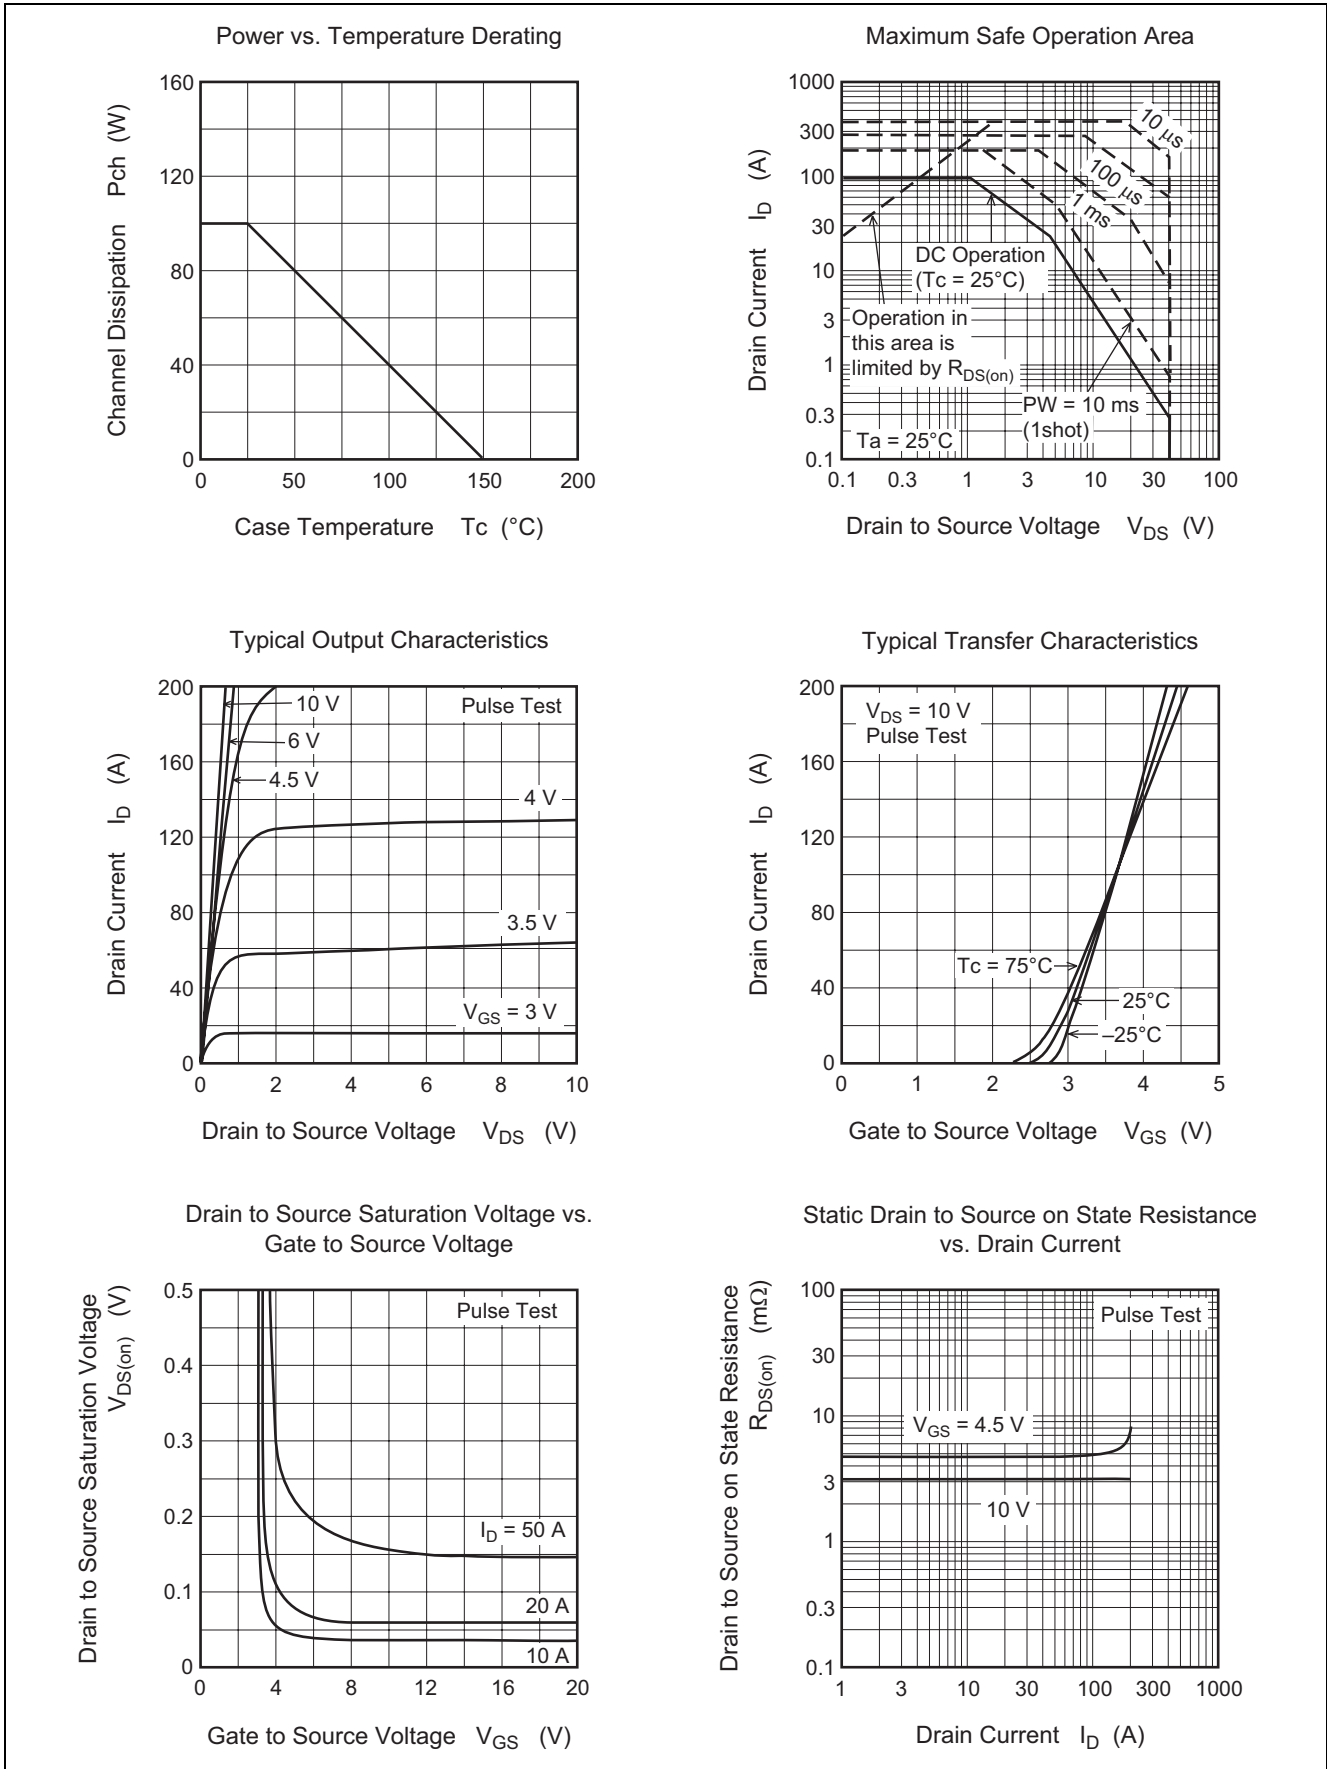 Power vs. Temperature Derating
160
120
80
40
0
0 50 100 150 200
Channel Dissipation Pch (W)
Case Temperature Tc (°C)
Maximum Safe Operation Area
1000
300
100
30
10
3
1
0.3
0.1
0.1 0.3 1 3 10 30 100
Drain Current ID (A)
Drain to Source Voltage VDS (V)
10 μs
100 μs
1 ms
DC Operation
(Tc = 25°C)
Operation in
this area is
limited by RDS(on)
PW = 10 ms
(1shot)
Ta = 25°C
Typical Output Characteristics
200
160
120
80
40
0
0 2 4 6 8 10
Drain Current ID (A)
Drain to Source Voltage VDS (V)
Pulse Test
10 V
6 V
4.5 V
4 V
3.5 V
VGS = 3 V
Typical Transfer Characteristics
200
160
120
80
40
0
0 1 2 3 4 5
Drain Current ID (A)
Gate to Source Voltage VGS (V)
VDS = 10 V
Pulse Test
Tc = 75°C
25°C
–25°C
Drain to Source Saturation Voltage vs.
Gate to Source Voltage
0.5
0.4
0.3
0.2
0.1
0
0 4 8 12 16 20
Drain to Source Saturation Voltage
VDS(on) (V)
Gate to Source Voltage VGS (V)
Pulse Test
ID = 50 A
20 A
10 A
Static Drain to Source on State Resistance
vs. Drain Current
100
30
10
3
1
0.3
0.1
1 3 10 30 100 300 1000
Drain to Source on State Resistance
RDS(on) (mΩ)
Drain Current ID (A)
Pulse Test
VGS = 4.5 V
10 V